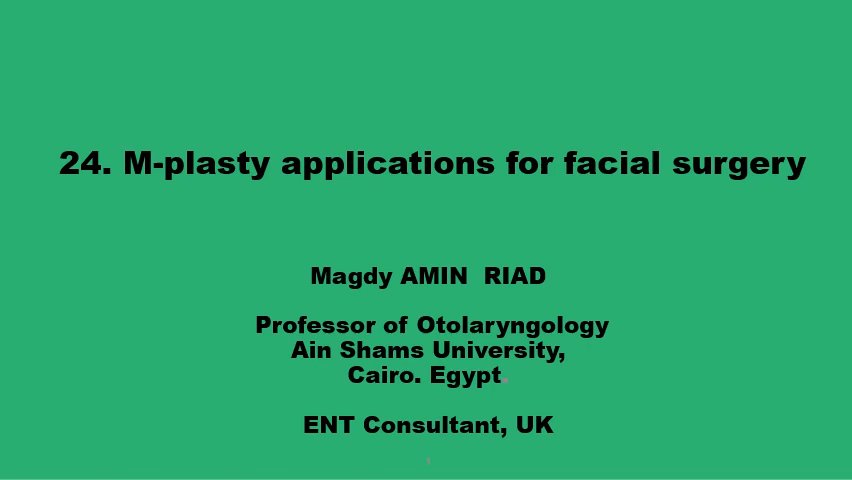 24. M-plasty applications for facial surgery
Magdy AMIN RIAD
Professor of Otolaryngology
Ain Shams University,
Cairo. Egypt.
ENT Consultant, UK